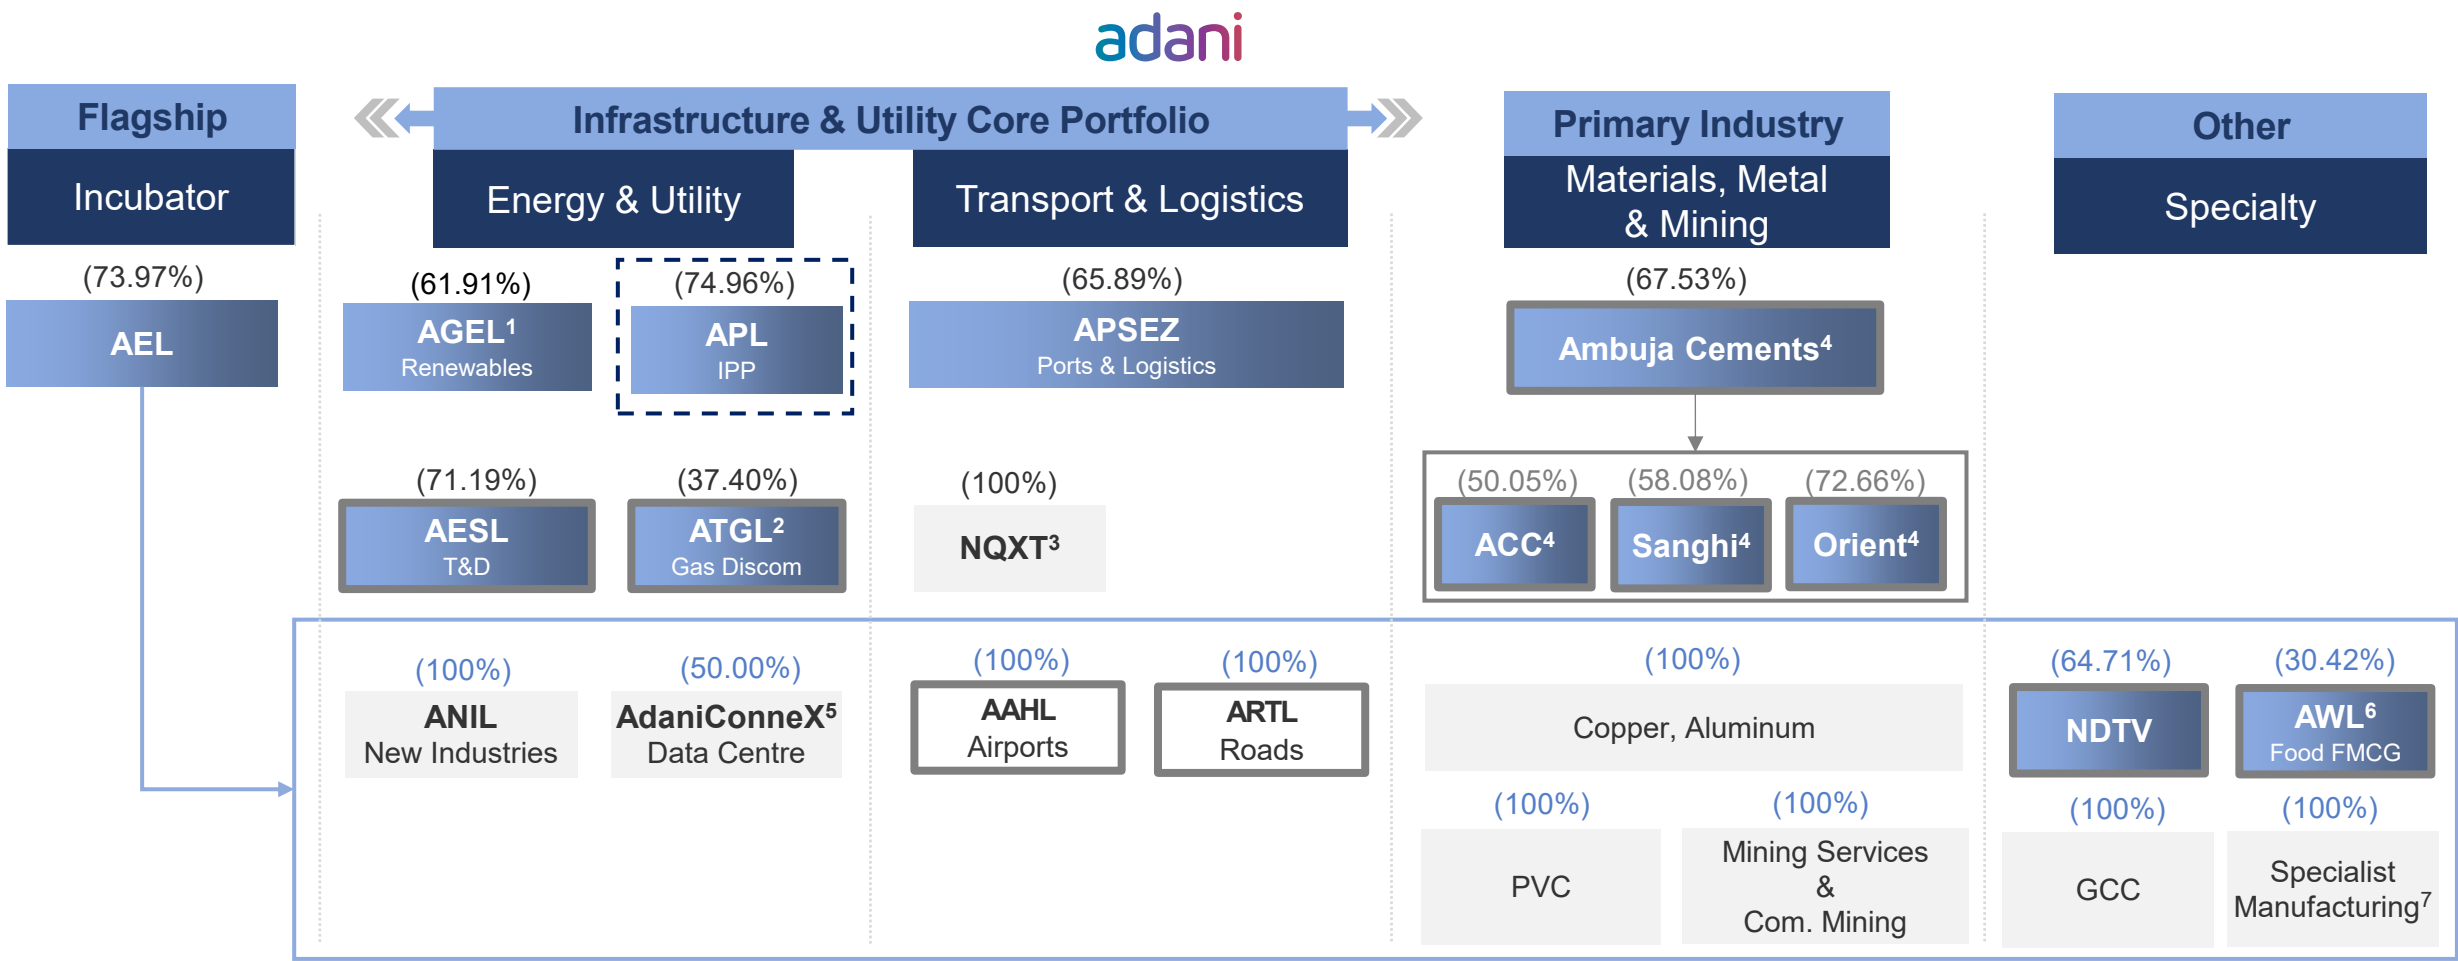 adani
Flagship
Incubator
(73.97%)
AEL
Infrastructure & Utility Core Portfolio
Energy & Utility
(61.91%)
AGEL¹
Renewables
(74.96%)
APL
IPP
(71.19%)
AESL
T&D
(37.40%)
ATGL²
Gas Discom
Transport & Logistics
(65.89%)
APSEZ
Ports & Logistics
(100%)
NQXT³
Primary Industry
Materials, Metal
& Mining
(67.53%)
Ambuja Cements⁴
(50.05%)
ACC⁴
(58.08%)
Sanghi⁴
(72.66%)
Orient⁴
Other
Specialty
(100%)
ANIL
New Industries
(50.00%)
AdaniConneX⁵
Data Centre
(100%)
AAHL
Airports
(100%)
ARTL
Roads
(100%)
Copper, Aluminum
(100%)
PVC
(100%)
Mining Services
&
Com. Mining
(64.71%)
NDTV
(30.42%)
AWL⁶
Food FMCG
(100%)
GCC
(100%)
Specialist
Manufacturing⁷